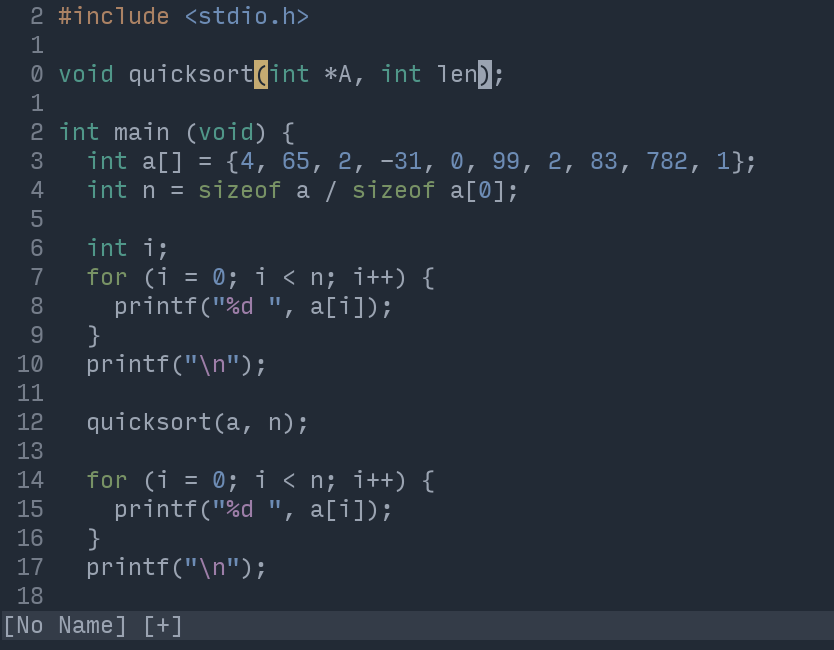 2 #include <stdio.h>
1
0 void quicksort(int *A, int len);
1
2 int main (void) {
3   int a[] = {4, 65, 2, -31, 0, 99, 2, 83, 782, 1};
4   int n = sizeof a / sizeof a[0];
5
6   int i;
7   for (i = 0; i < n; i++) {
8     printf("%d ", a[i]);
9   }
10   printf("\n");
11
12   quicksort(a, n);
13
14   for (i = 0; i < n; i++) {
15     printf("%d ", a[i]);
16   }
17   printf("\n");
18
[No Name] [+]